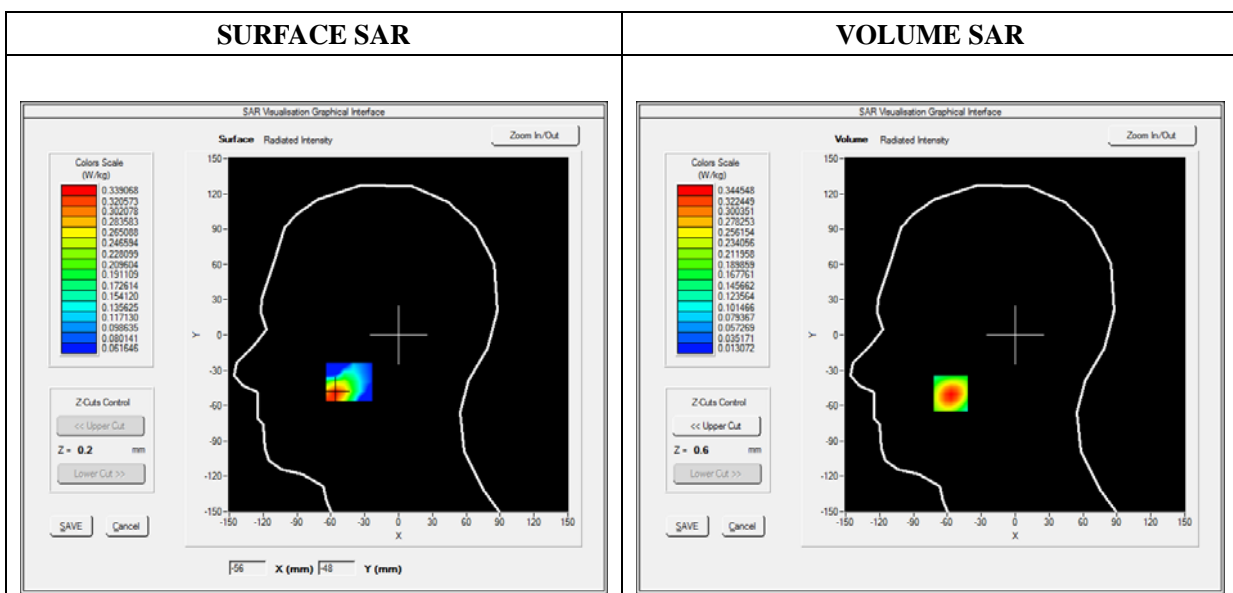 SURFACE SAR
VOLUME SAR
SAR Visualisation Graphical Interface
Surface Radiated Intensity
Zoom In/Out
Colors Scale
(W/kg)
0.339068
0.320573
0.302078
0.283583
0.265088
0.246594
0.228099
0.209604
0.191109
0.172614
0.154120
0.135625
0.117130
0.098635
0.080141
0.061646
Z-Cuts Control
<< Upper Cut
Z = 0.2 mm
Lower Cut >>
SAVE Cancel
150
120
90
60
30
0
-30
-60
-90
-120
-150
Y
-150 -120 -90 -60 -30 0 30 60 90 120 150
X
-56 X (mm) -48 Y (mm)
SAR Visualisation Graphical Interface
Volume Radiated Intensity
Zoom In/Out
Colors Scale
(W/kg)
0.344548
0.322449
0.300351
0.278253
0.256154
0.234056
0.211958
0.189859
0.167761
0.145662
0.123564
0.101466
0.079367
0.057269
0.035171
0.013072
Z-Cuts Control
<< Upper Cut
Z = 0.6 mm
Lower Cut >>
SAVE Cancel
150
120
90
60
30
0
-30
-60
-90
-120
-150
Y
-150 -120 -90 -60 -30 0 30 60 90 120 150
X